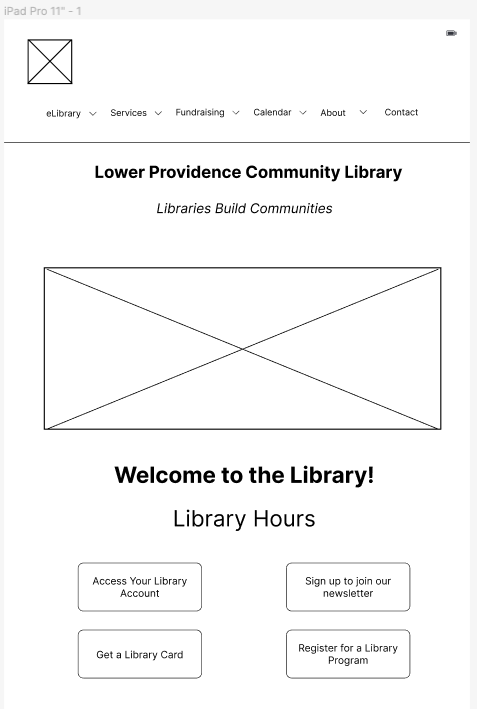 iPad Pro 11" - 1
eLibrary Services Fundraising Calendar About Contact
Lower Providence Community Library
Libraries Build Communities
Welcome to the Library!
Library Hours
Access Your Library
Account
Sign up to join our
newsletter
Get a Library Card
Register for a Library
Program